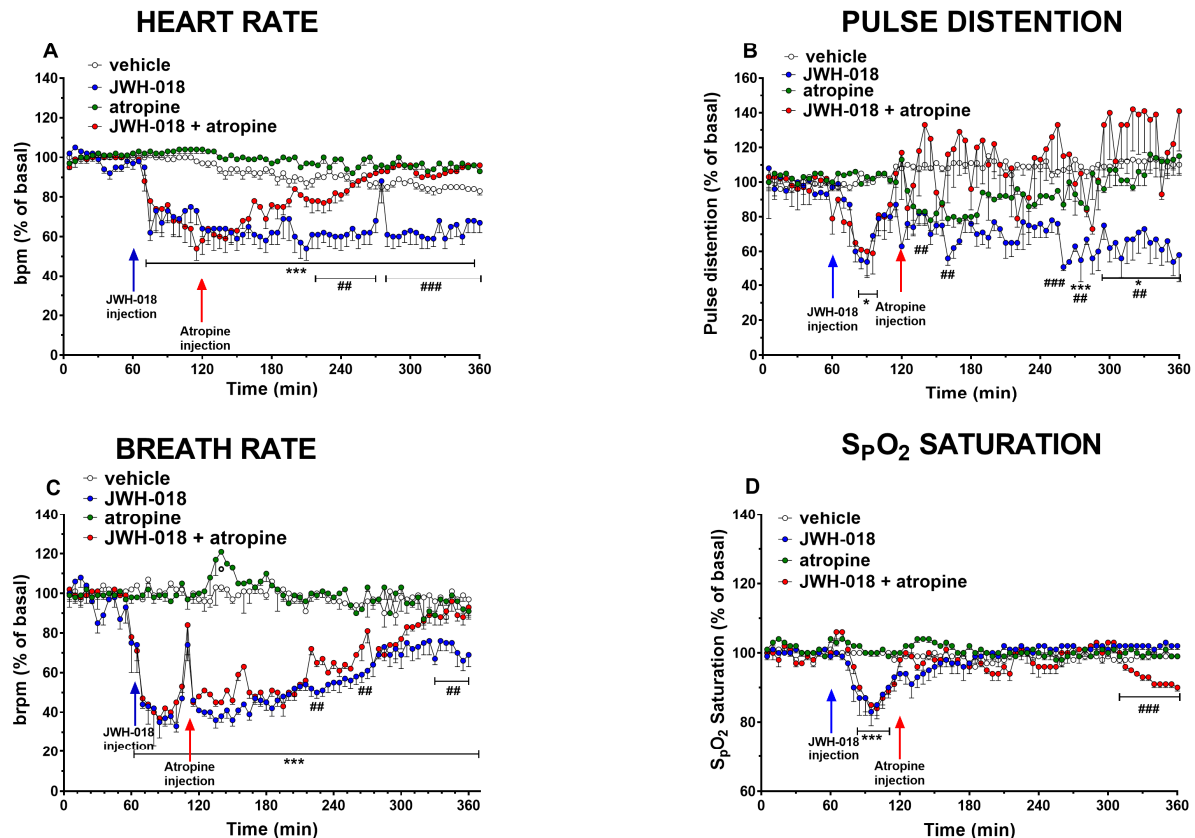 HEART RATE
A
vehicle
JWH-018
atropine
JWH-018 + atropine
bpm (% of basal)
140
120
100
80
60
40
20
0
***
##
###
JWH-018
injection
Atropine
injection
0
60
120
180
240
300
360
Time (min)
PULSE DISTENTION
B
vehicle
JWH-018
atropine
JWH-018 + atropine
Pulse distention (% of basal)
160
140
120
100
80
60
40
20
0
*
##
##
###
***
##
*
##
JWH-018
injection
Atropine
injection
0
60
120
180
240
300
360
Time (min)
BREATH RATE
C
vehicle
JWH-018
atropine
JWH-018 + atropine
brpm (% of basal)
140
120
100
80
60
40
20
0
##
##
##
***
JWH-018
injection
Atropine
injection
0
60
120
180
240
300
360
Time (min)
SPO2 SATURATION
D
vehicle
JWH-018
atropine
JWH-018 + atropine
SPO2 Saturation (% of basal)
140
120
100
80
60
***
###
JWH-018
injection
Atropine
injection
0
60
120
180
240
300
360
Time (min)